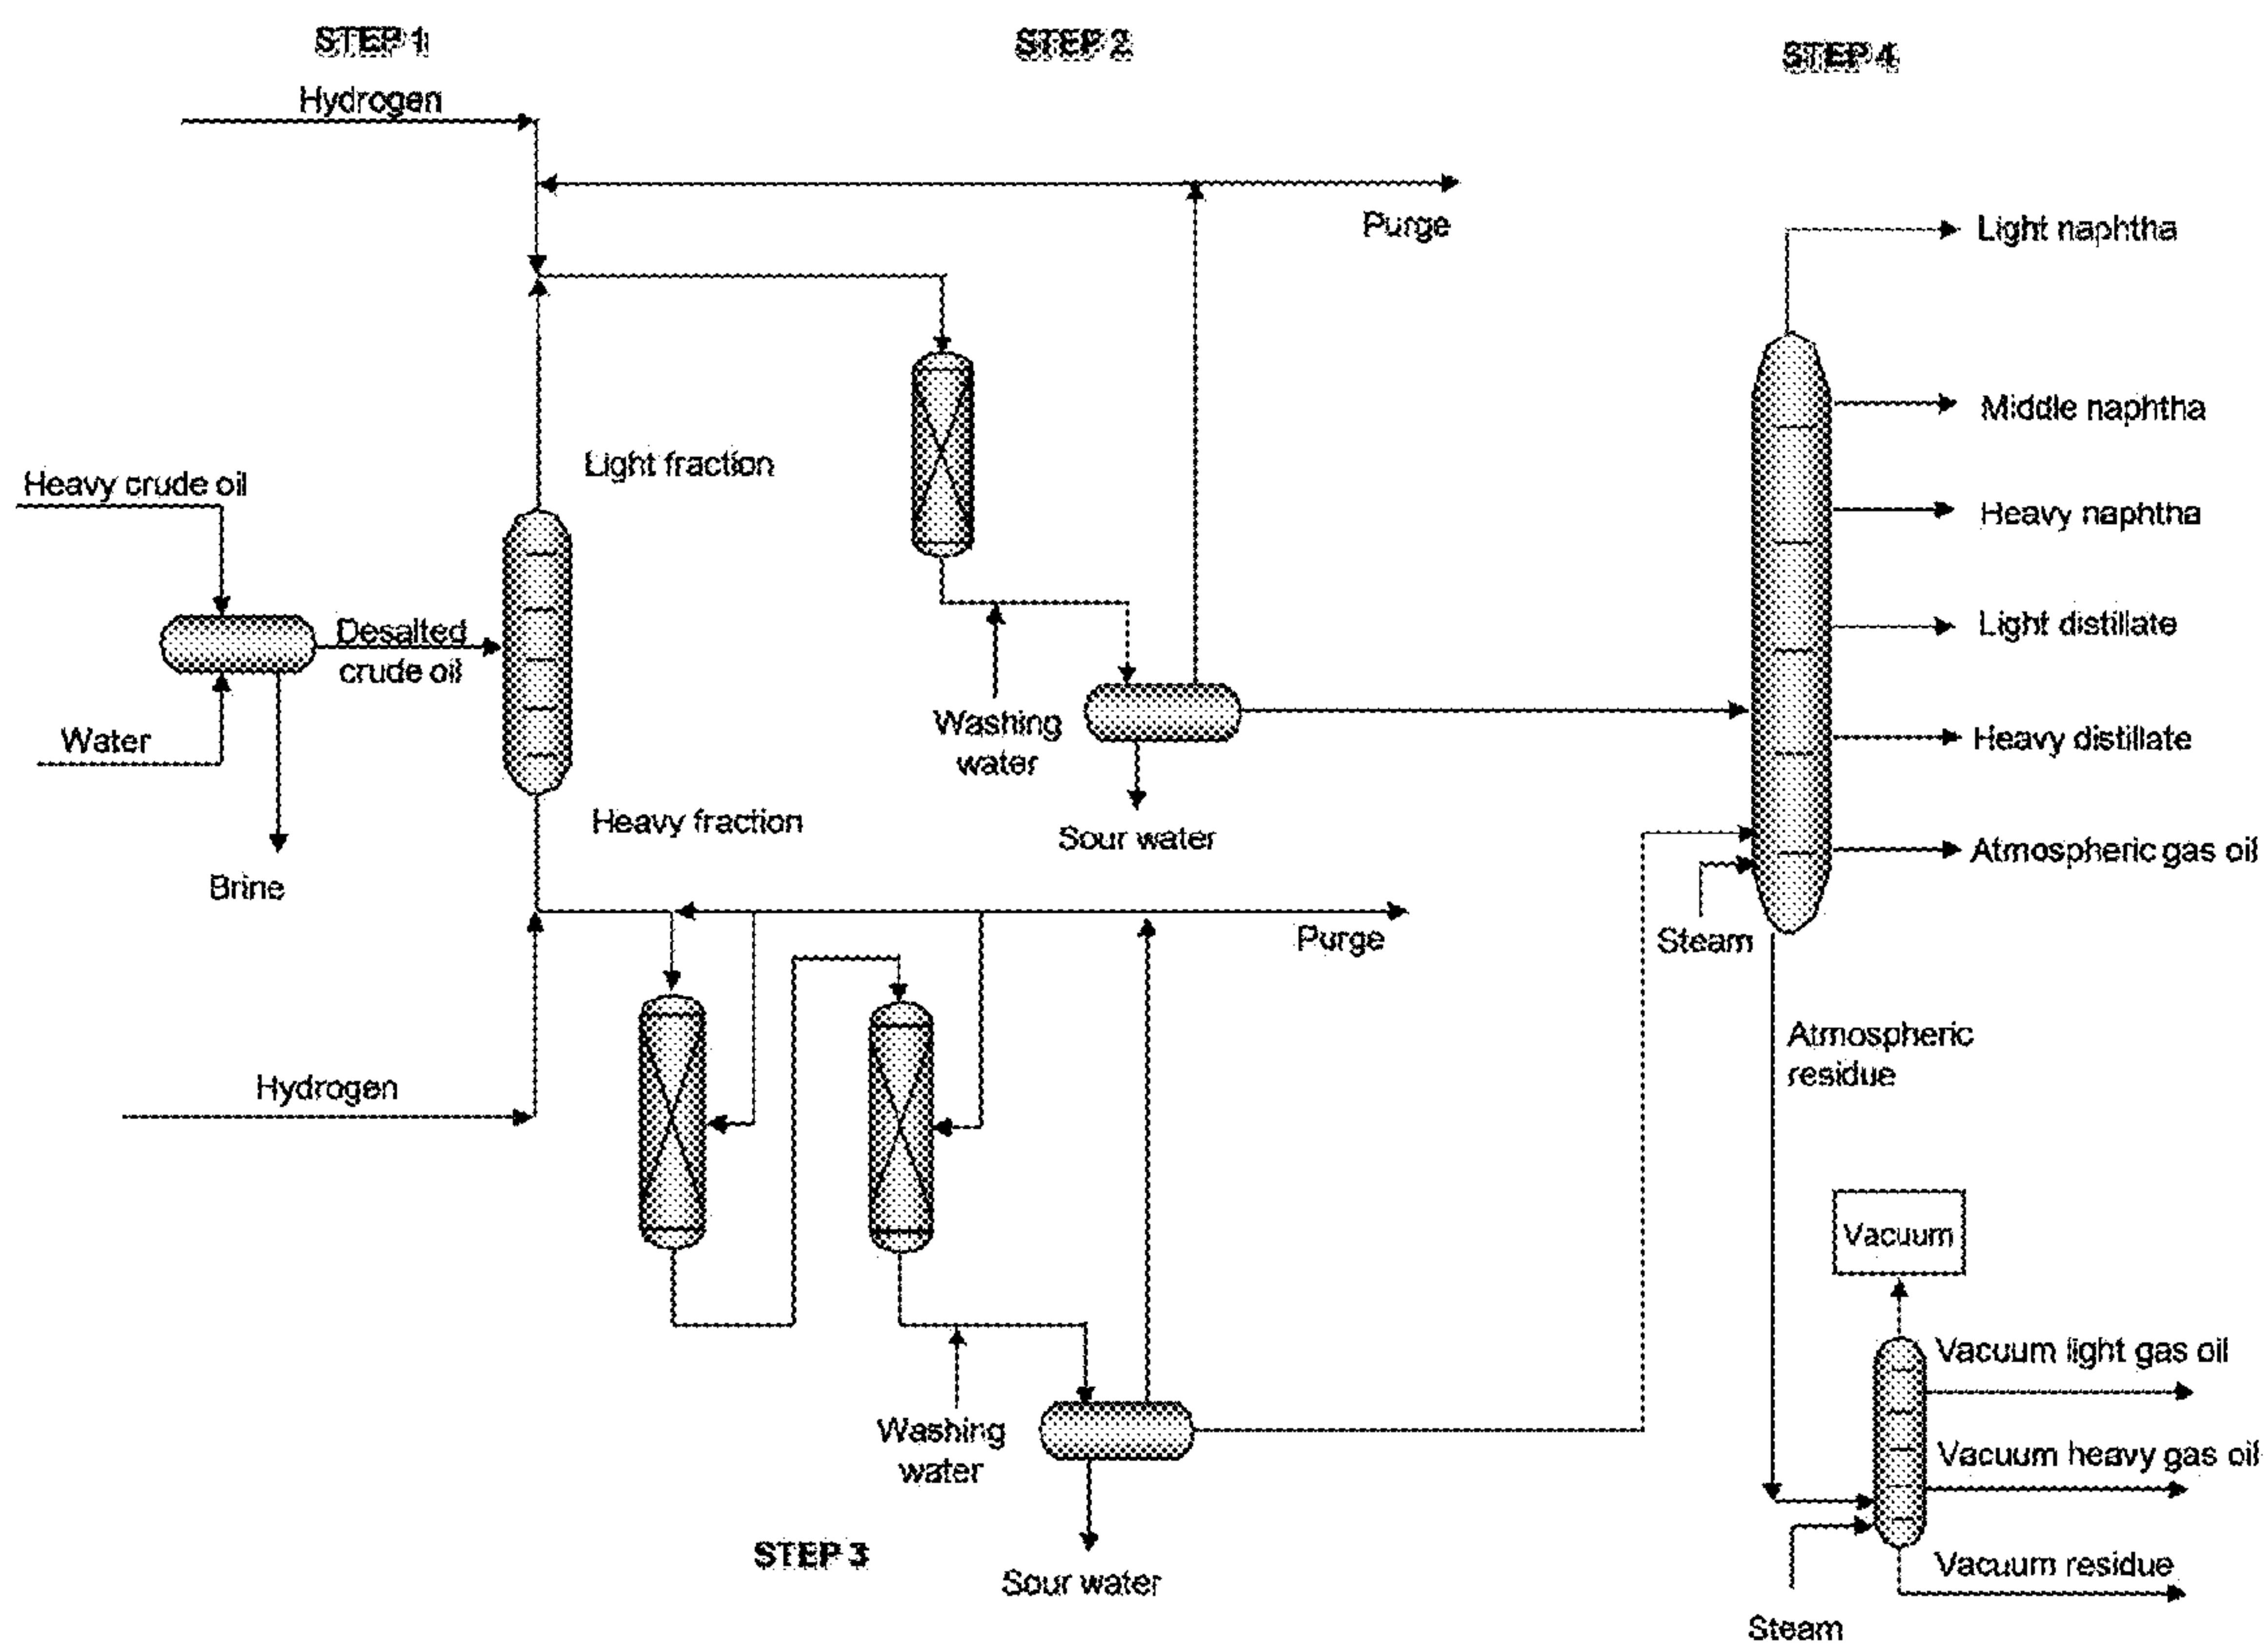 STEP 1
STEP 2
STEP 4
Hydrogen
Purge
Light naphtha
Middle naphtha
Light fraction
Heavy crude oil
Heavy naphtha
Desalted
crude oil
Light distillate
Water
Washing
water
Heavy distillate
Heavy fraction
Sour water
Atmospheric gas oil
Brine
Purge
Steam
Atmospheric
residue
Hydrogen
Vacuum
Vacuum light gas oil
Washing
water
Vacuum heavy gas oil
STEP 3
Sour water
Vacuum residue
Steam